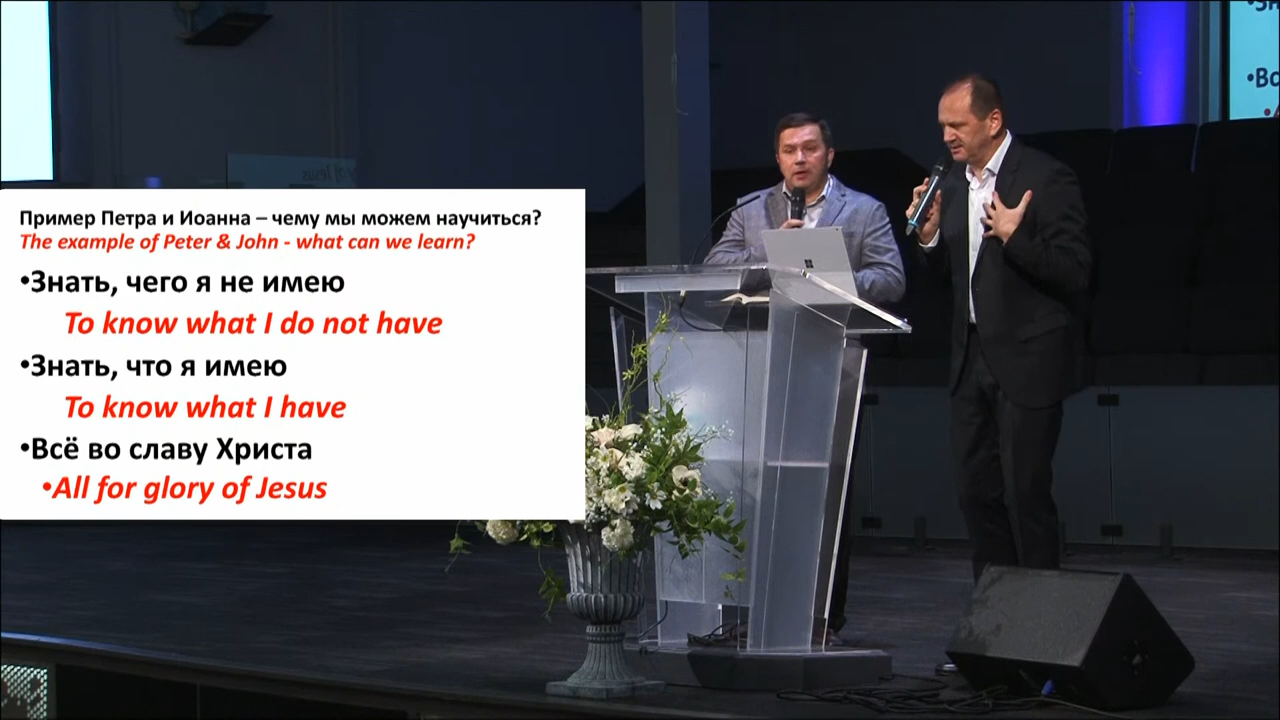 Пример Петра и Иоанна – чему мы можем научиться?
The example of Peter & John - what can we learn?
•Знать, чего я не имею
To know what I do not have
•Знать, что я имею
To know what I have
•Всё во славу Христа
•All for glory of Jesus